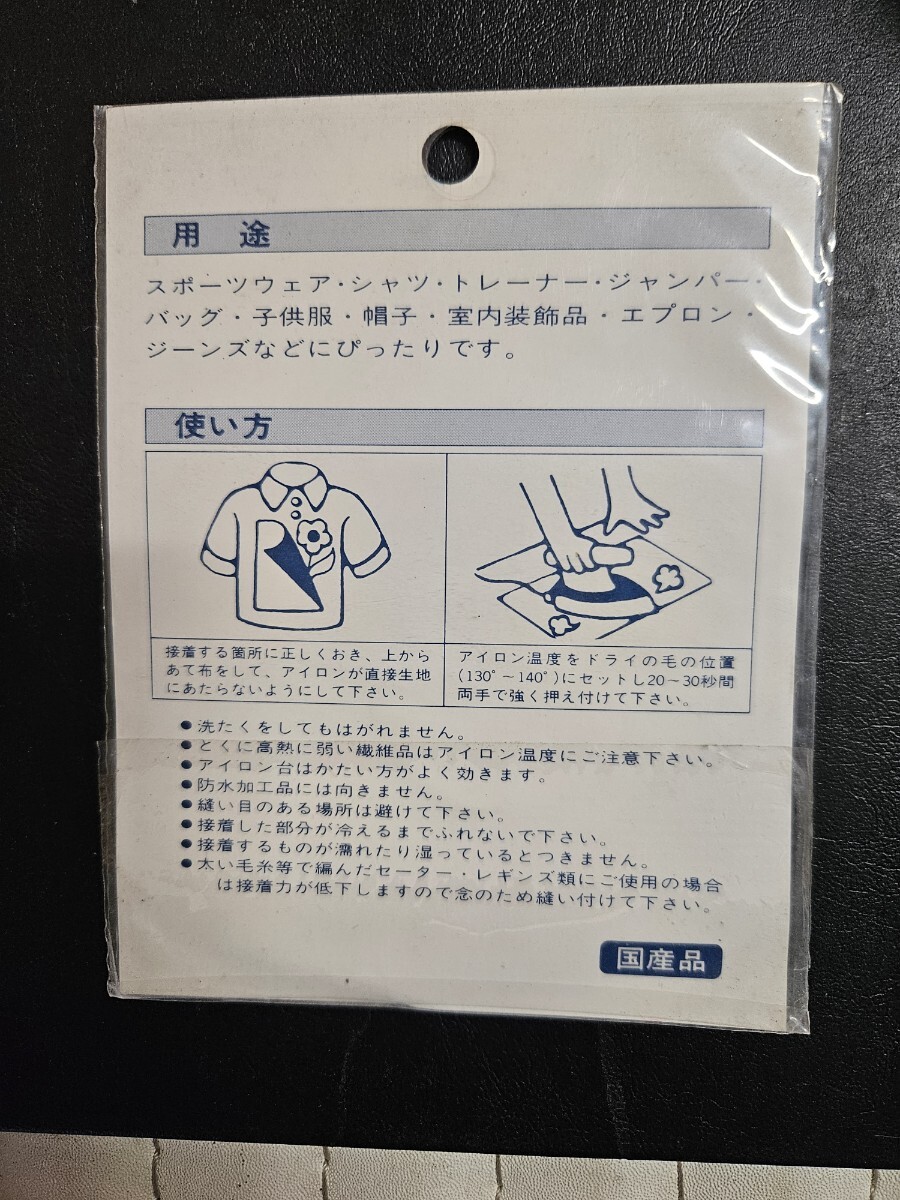 用　途
スポーツウェア・シャツ・トレーナー・ジャンパー・
バッグ・子供服・帽子・室内装飾品・エプロン・
ジーンズなどにぴったりです。
使い方
接着する箇所に正しくおき、上から
あて布をして、アイロンが直接生地
にあたらないようにして下さい。
アイロン温度をドライの毛の位置
(130°～140°)にセットし20～30秒間
両手で強く押え付けて下さい。
●洗たくをしてもはがれません。
●とくに高熱に弱い繊維品はアイロン温度にご注意下さい。
●アイロン台はかたい方がよく効きます。
●防水加工品には向きません。
●縫い目のある場所は避けて下さい。
●接着した部分が冷えるまでふれないで下さい。
●接着するものが濡れたり湿っているとつきません。
●太い毛糸等で編んだセーター・レギンズ類にご使用の場合
は接着力が低下しますので念のため縫い付けて下さい。
国産品